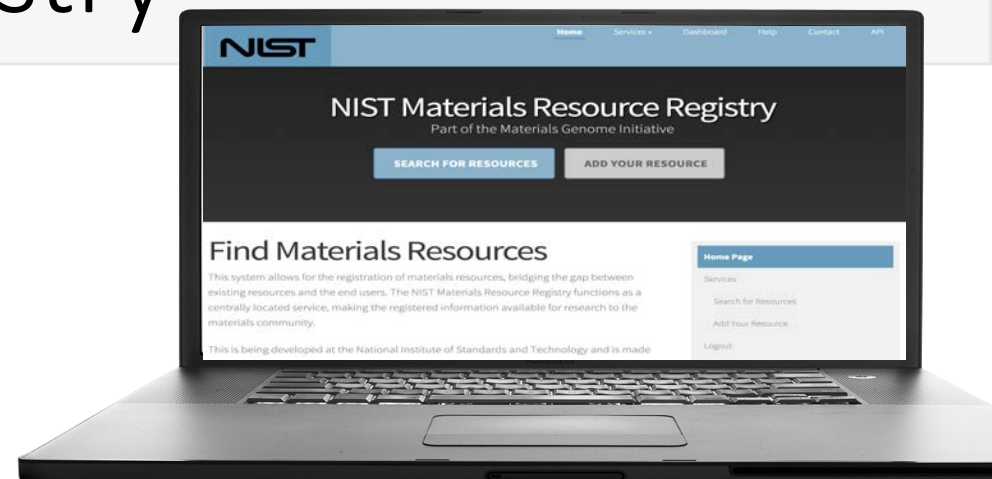 stry
NIST
Home Services Dashboard Help Contact API
NIST Materials Resource Registry
Part of the Materials Genome Initiative
SEARCH FOR RESOURCES ADD YOUR RESOURCE
Find Materials Resources
This system allows for the registration of materials resources, bridging the gap between
existing resources and the end users. The NIST Materials Resource Registry functions as a
centrally located service, making the registered information available for research to the
materials community.
This is being developed at the National Institute of Standards and Technology and is made
Home Page
Services
Search for Resources
Add Your Resource
Logout